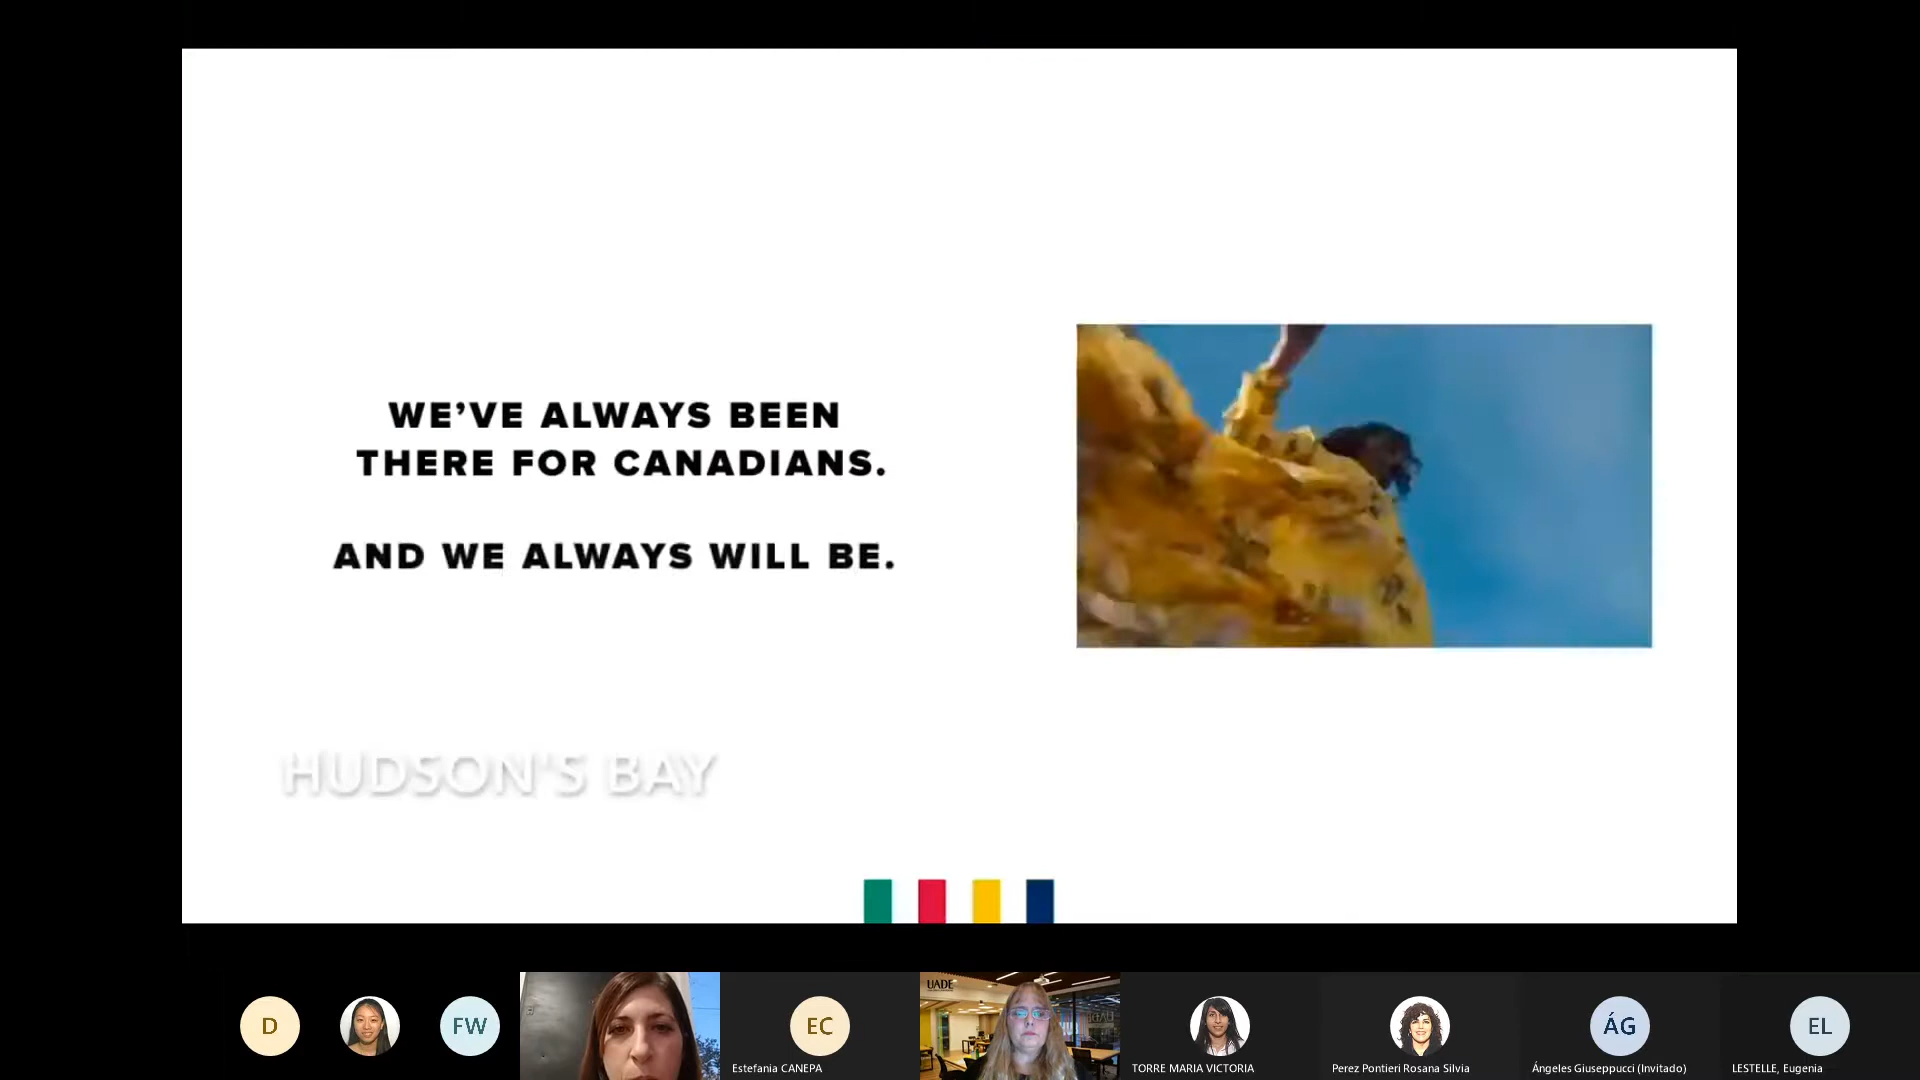 WE’VE ALWAYS BEEN
THERE FOR CANADIANS.
AND WE ALWAYS WILL BE.
HUDSON'S BAY
D
FW
EC
Estefania CANEPA
UADE
TORRE MARIA VICTORIA
Perez Pontieri Rosana Silvia
ÁG
Ángeles Giuseppucci (Invitado)
EL
LESTELLE, Eugenia